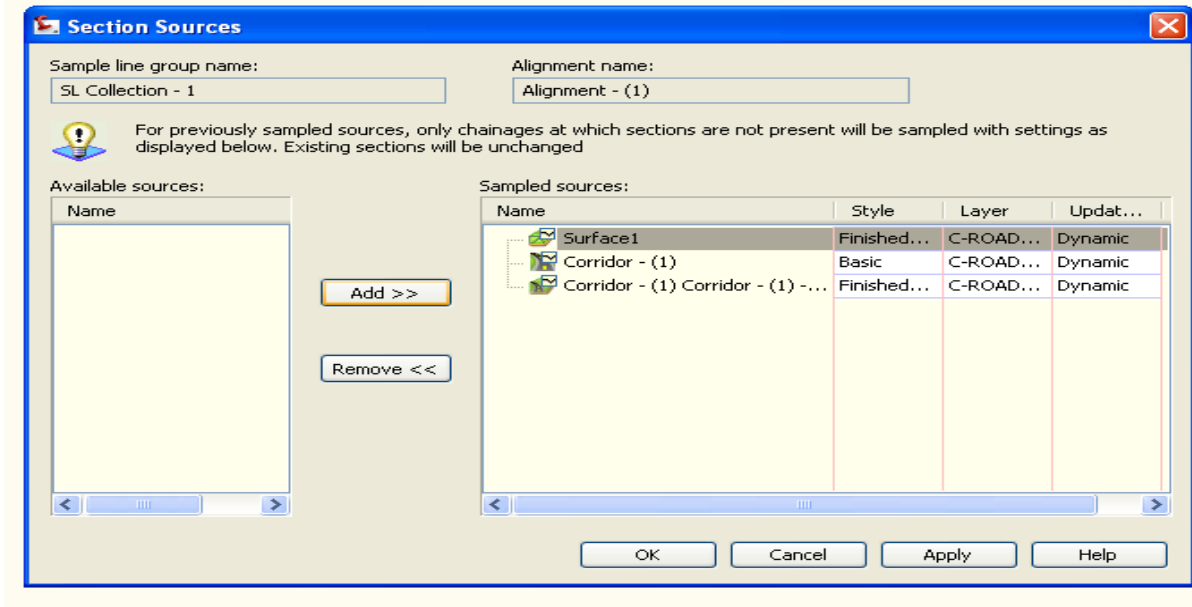 Section Sources
Sample line group name:
Alignment name:
SL Collection - 1
Alignment - (1)
For previously sampled sources, only chainages at which sections are not present will be sampled with settings as
displayed below. Existing sections will be unchanged
Available sources:
Sampled sources:
Name
Name Style Layer Updat...
Surface1 Finished... C-ROAD... Dynamic
Corridor - (1) Basic C-ROAD... Dynamic
Corridor - (1) Corridor - (1) -... Finished... C-ROAD... Dynamic
Add >>
Remove <<
OK
Cancel
Apply
Help